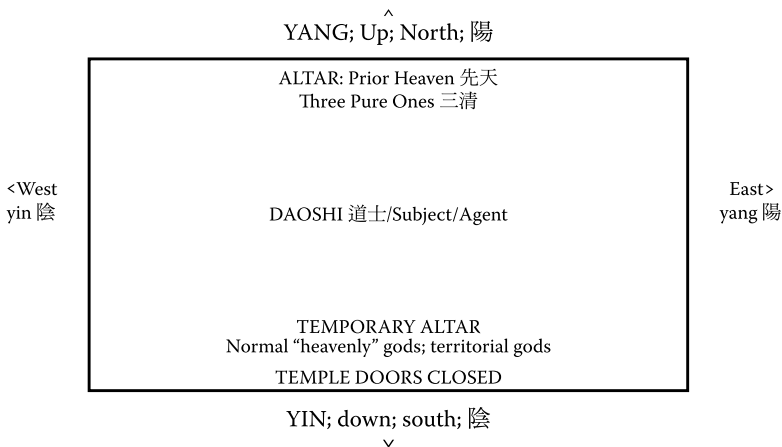 ^
YANG; Up; North; 陽
ALTAR: Prior Heaven 先天
Three Pure Ones 三清
<West
yin 陰
DAOSHI 道士/Subject/Agent
East>
yang 陽
TEMPORARY ALTAR
Normal “heavenly” gods; territorial gods
TEMPLE DOORS CLOSED
YIN; down; south; 陰
v